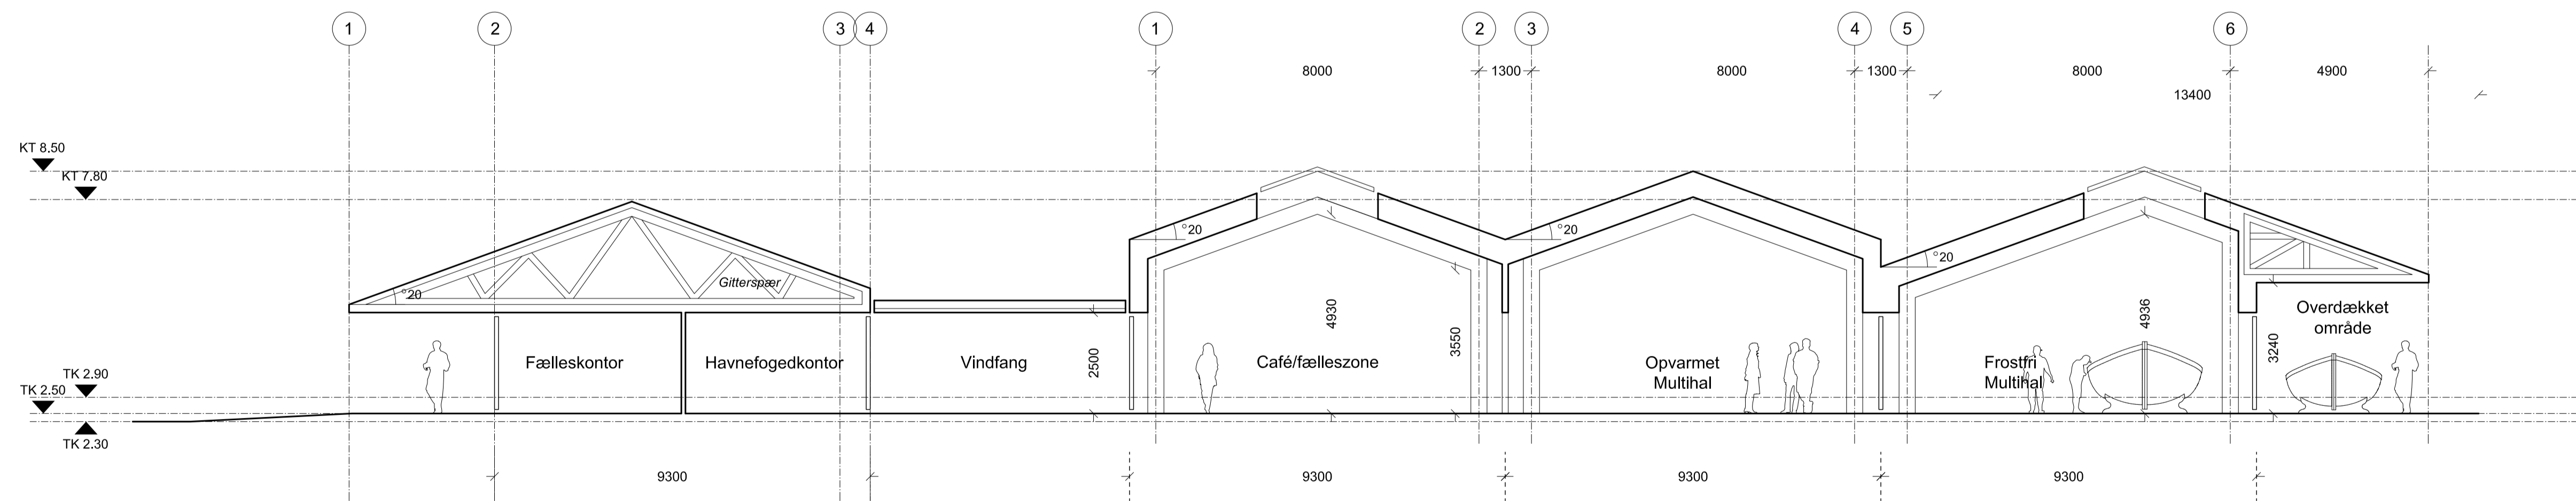 1
2
3
4
1
2
3
4
5
6
8000
1300
8000
1300
8000
4900
13400
KT 8.50
KT 7.80
°20
°20
°20
°20
Gitterspær
4930
4936
Overdækket
område
3550
3240
2500
Fælleskontor
Havnefogedkontor
Vindfang
Café/fælleszone
Opvarmet
Multihal
Frostfri
Multihal
TK 2.90
TK 2.50
TK 2.30
9300
9300
9300
9300